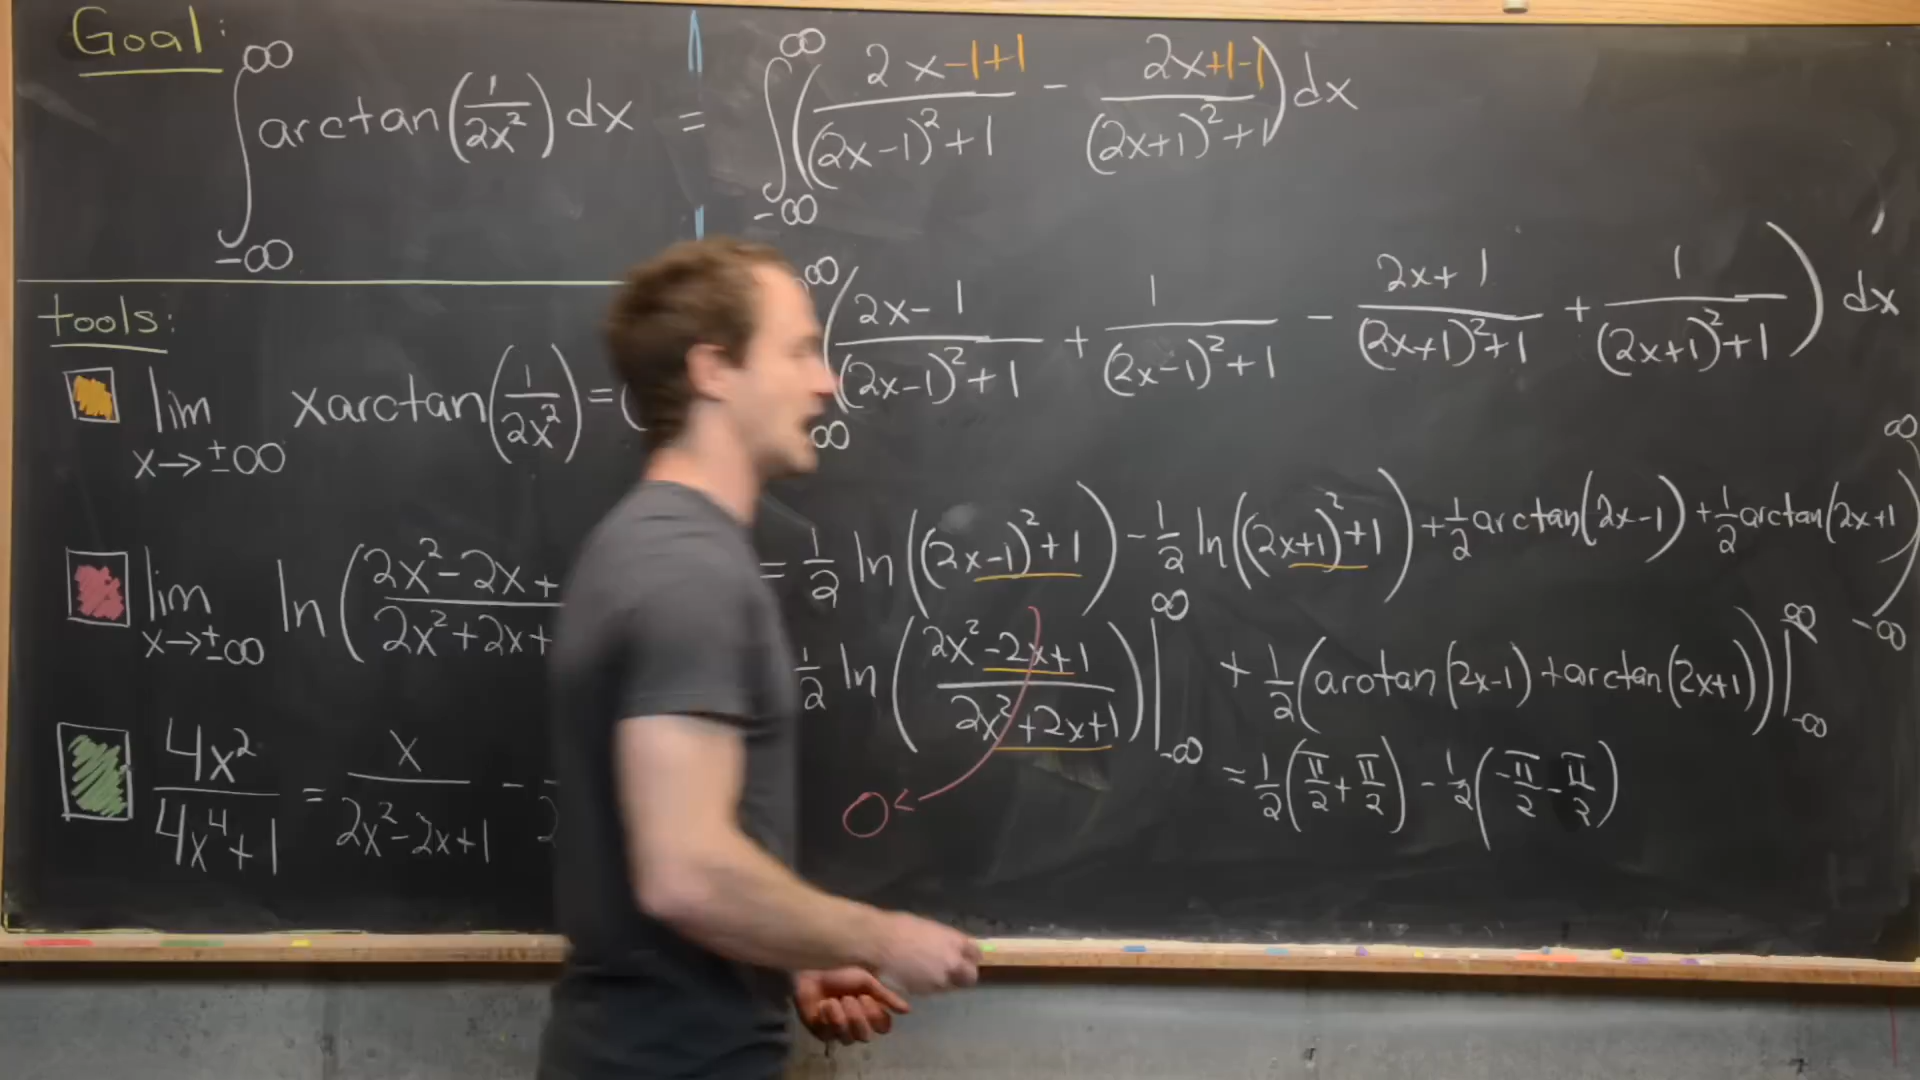 Goal:
∫_{-∞}^{∞} arctan(1/(2x²)) dx = ∫_{-∞}^{∞} ((2x-1+1)/((2x-1)²+1) - (2x+1-1)/((2x+1)²+1)) dx
((2x-1)/((2x-1)²+1) + 1/((2x-1)²+1) - (2x+1)/((2x+1)²+1) + 1/((2x+1)²+1)) dx
= 1/2 ln((2x-1)²+1) - 1/2 ln((2x+1)²+1) + 1/2 arctan(2x-1) + 1/2 arctan(2x+1) |_{-∞}^{∞}
1/2 ln((2x²-2x+1)/(2x²+2x+1)) |_{-∞}^{∞} + 1/2(arctan(2x-1) + arctan(2x+1)) |_{-∞}^{∞}
0
= 1/2(π/2 + π/2) - 1/2(-π/2 - π/2)
tools:
lim_{x→±∞} x arctan(1/(2x²)) =
lim_{x→±∞} ln((2x²-2x+ / (2x²+2x+
4x²/(4x⁴+1) = x/(2x²-2x+1) -